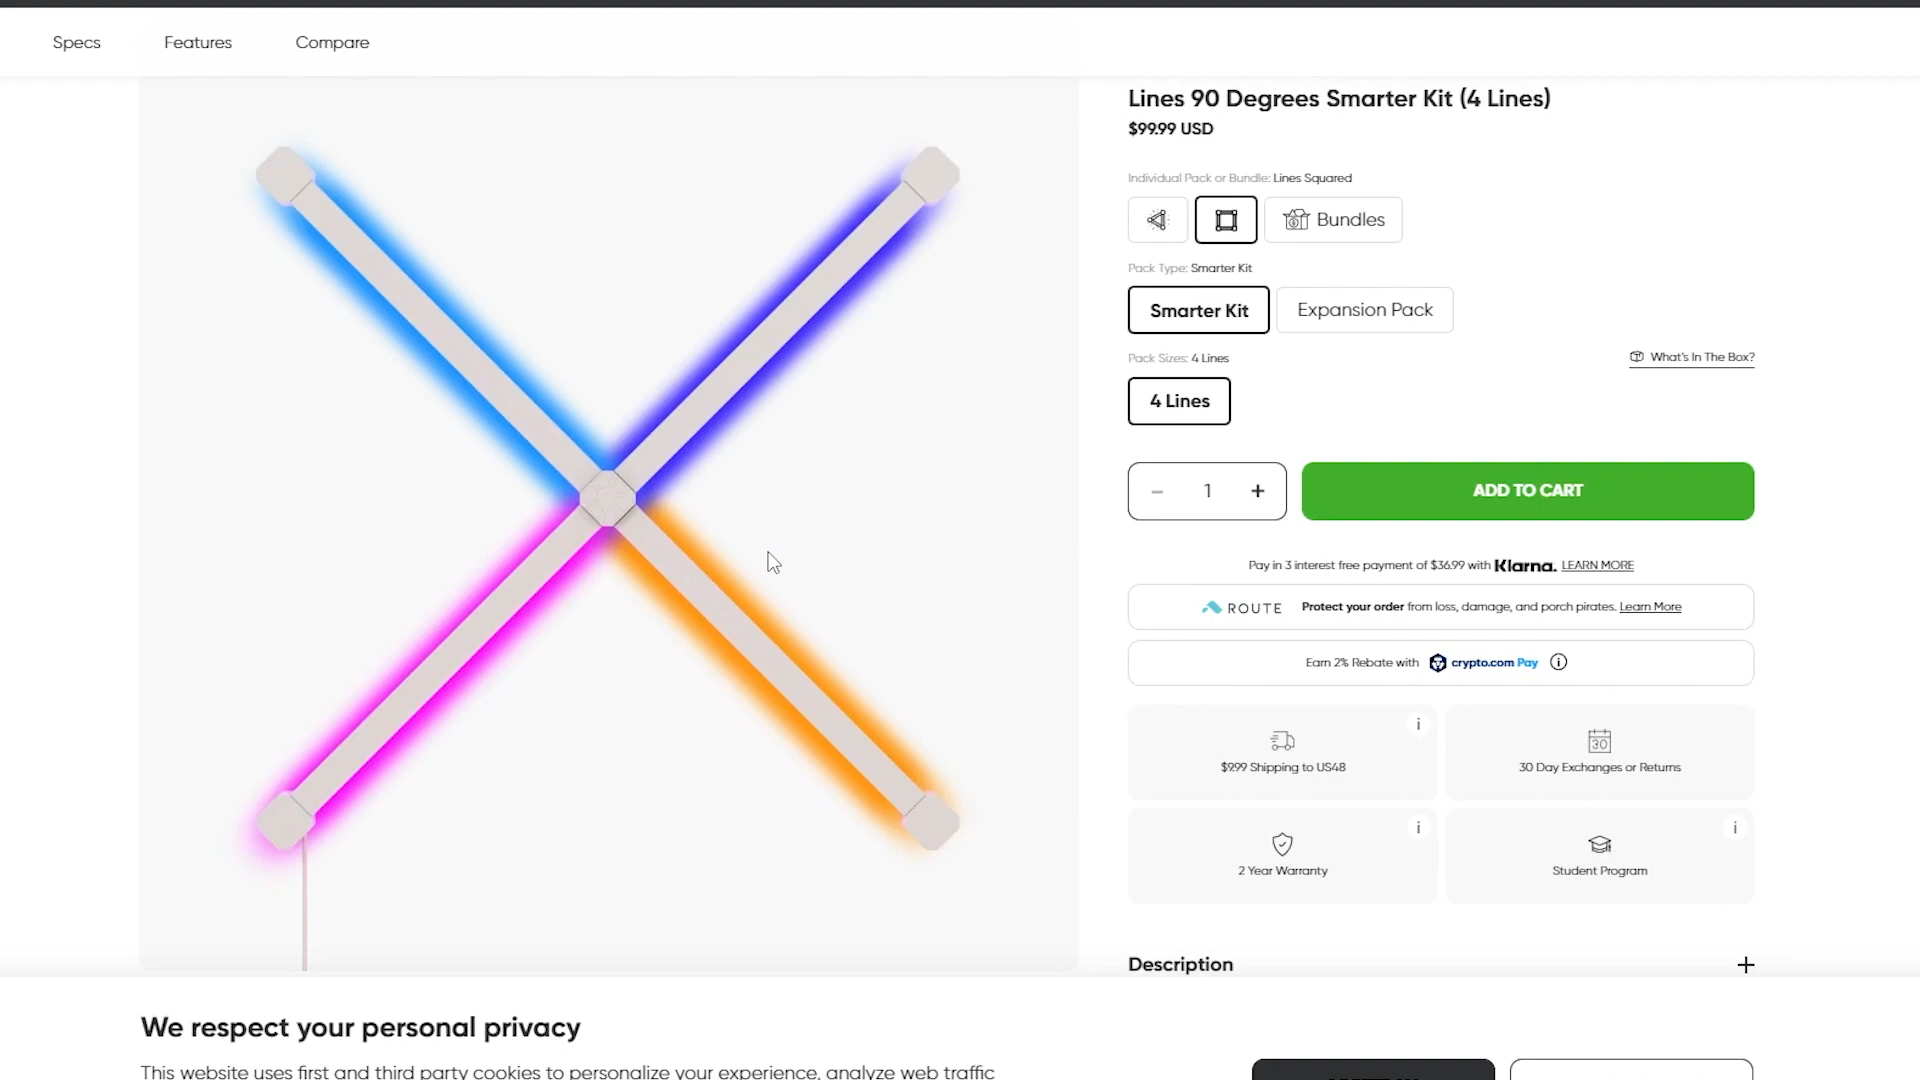 Specs Features Compare
Lines 90 Degrees Smarter Kit (4 Lines)
$99.99 USD
Individual Pack or Bundle: Lines Squared
Bundles
Pack Type: Smarter Kit
Smarter Kit Expansion Pack
Pack Sizes: 4 Lines
What's In The Box?
4 Lines
− 1 + ADD TO CART
Pay in 3 interest free payment of $36.99 with Klarna. LEARN MORE
ROUTE Protect your order from loss, damage, and porch pirates. Learn More
Earn 2% Rebate with crypto.com Pay i
i
30
$9.99 Shipping to US48 30 Day Exchanges or Returns
i i
2 Year Warranty Student Program
Description +
We respect your personal privacy
This website uses first and third party cookies to personalize your experience, analyze web traffic